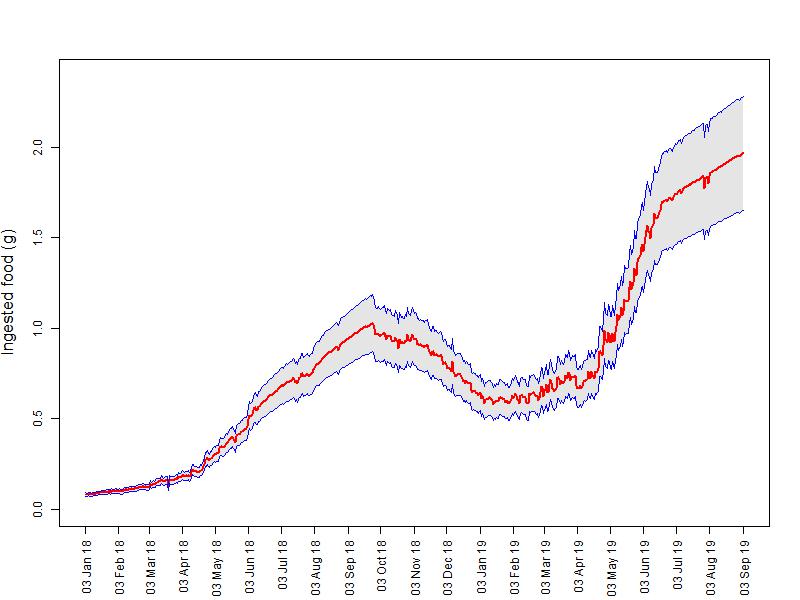 Ingested food (g)
2.0
1.5
1.0
0.5
0.0
03 Jan 18
03 Feb 18
03 Mar 18
03 Apr 18
03 May 18
03 Jun 18
03 Jul 18
03 Aug 18
03 Sep 18
03 Oct 18
03 Nov 18
03 Dec 18
03 Jan 19
03 Feb 19
03 Mar 19
03 Apr 19
03 May 19
03 Jun 19
03 Jul 19
03 Aug 19
03 Sep 19